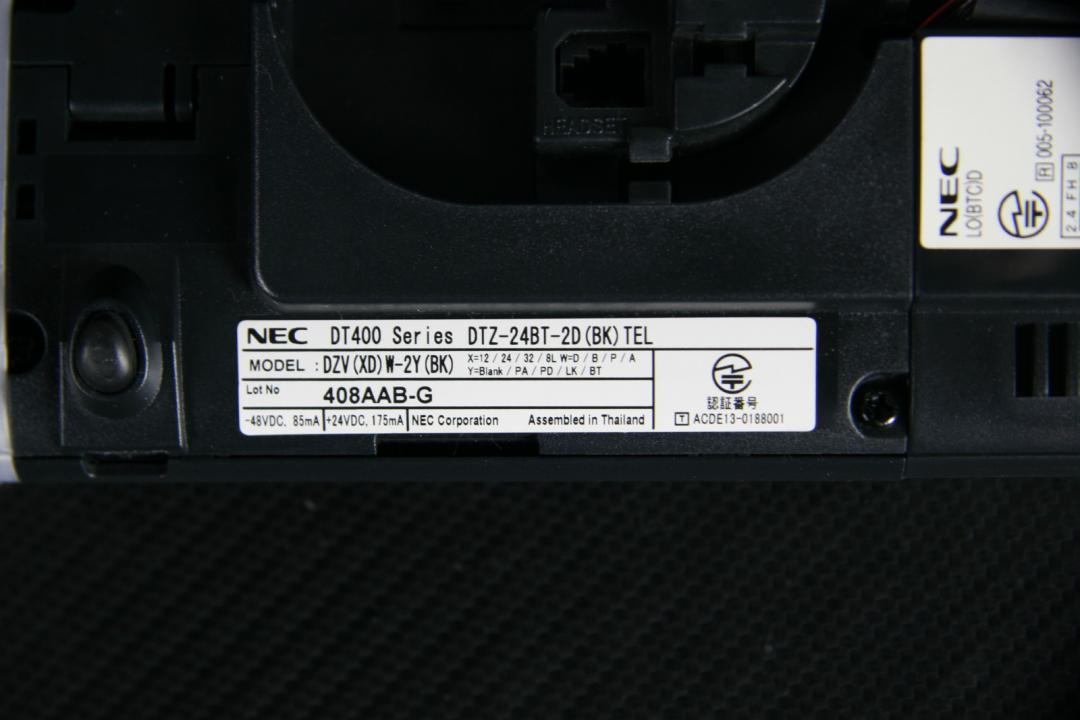 HEADSET
NEC
LO(BTC)D
R 005-100062
2.4 FH 8
NEC DT400 Series DTZ-24BT-2D(BK)TEL
MODEL : DZV(XD)W-2Y(BK) X=12 / 24 / 32 / 8L W=D / B / P / A
Y=Blank / PA / PD / LK / BT
Lot No 408AAB-G
認証番号
T ACDE13-0188001
-48VDC, 85mA +24VDC, 175mA NEC Corporation Assembled in Thailand